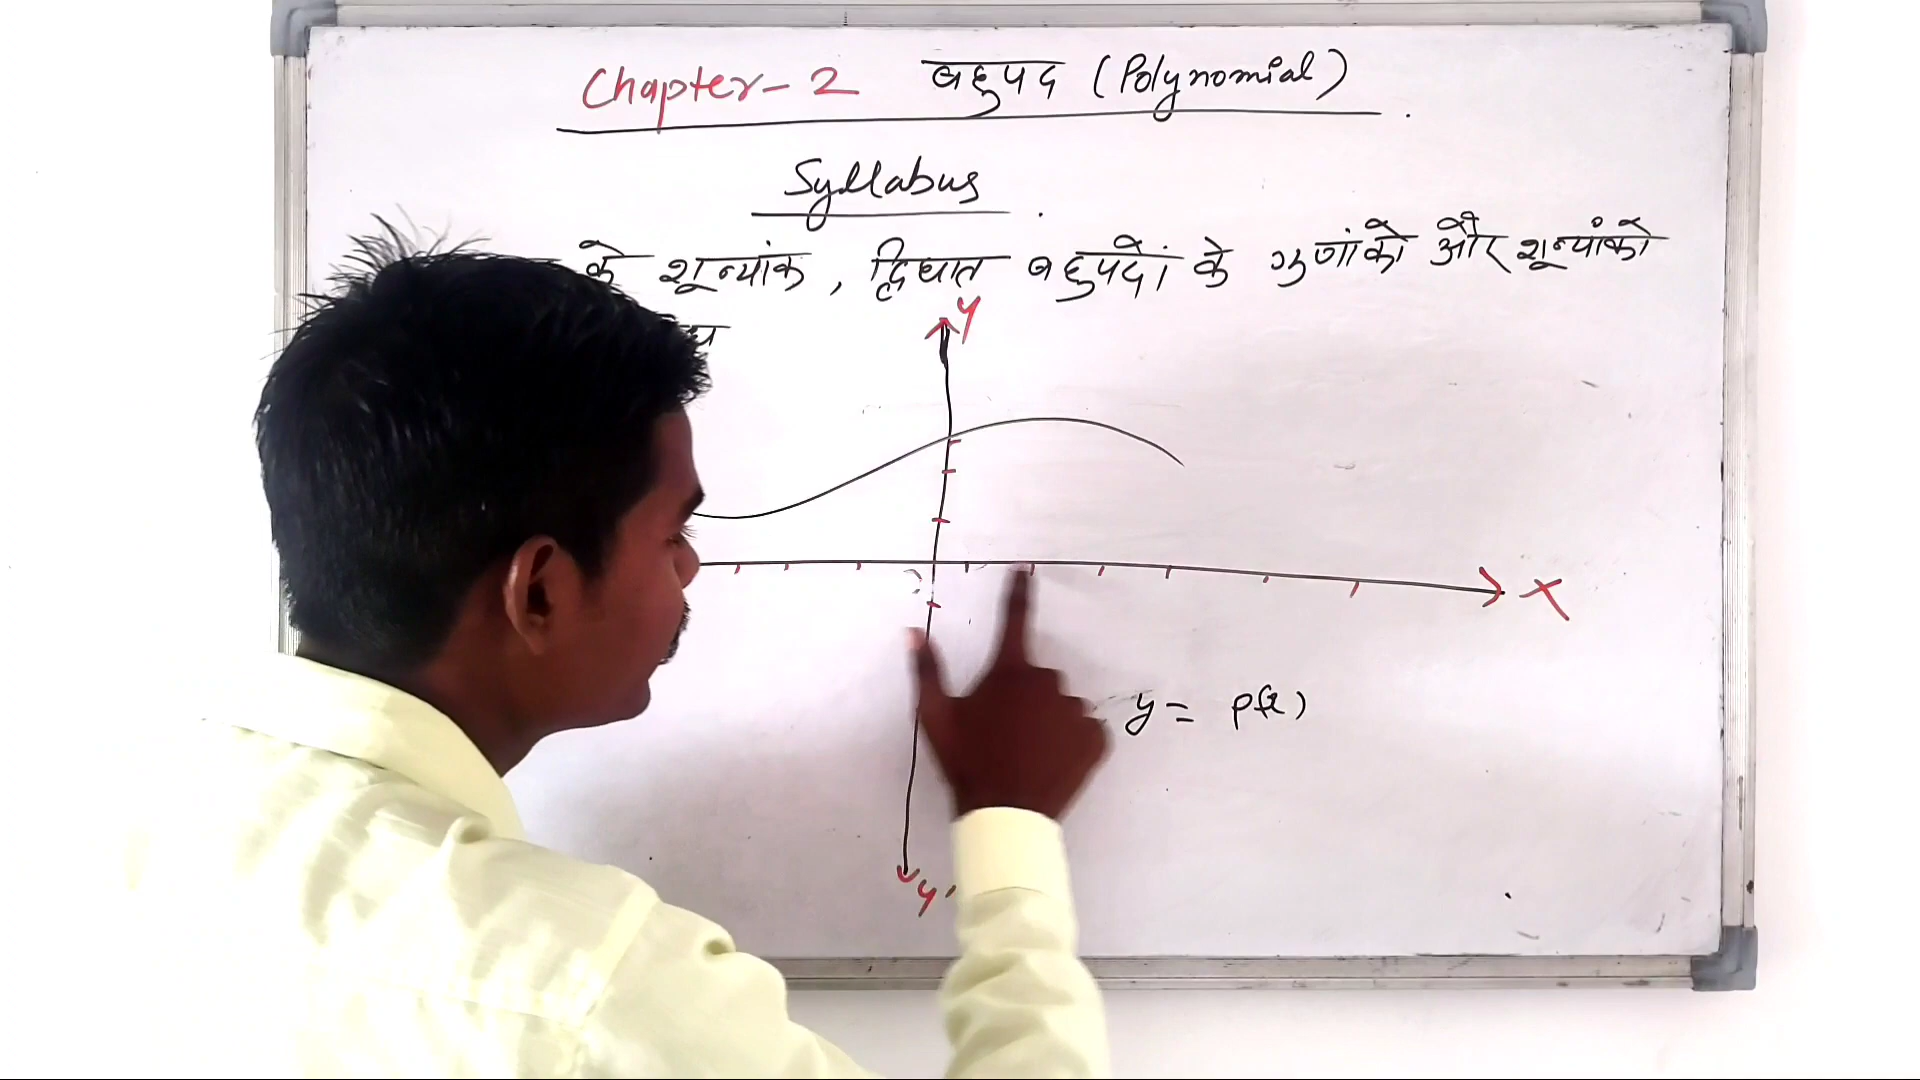 Chapter-2 बहुपद (Polynomial)
Syllabus
के शून्यांक, द्विघात बहुपदों के गुणांको और शून्यांको
y
X
y = p(x)
y'